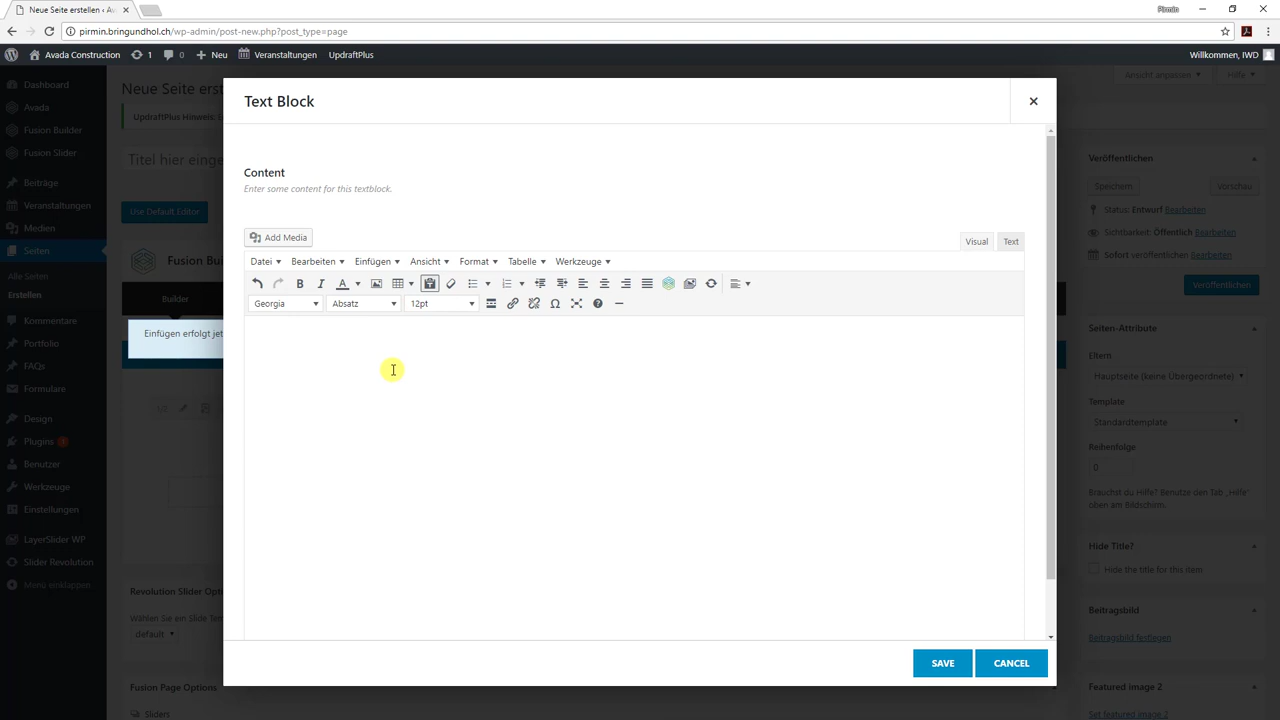 Neue Seite erstellen ‹ Av
Pirmin
pirmin.bringundhol.ch/wp-admin/post-new.php?post_type=page
Avada Construction
1
0
Neu
Veranstaltungen
UpdraftPlus
Willkommen, IWD
Dashboard
Avada
Fusion Builder
Fusion Slider
Beiträge
Veranstaltungen
Medien
Seiten
Alle Seiten
Erstellen
Kommentare
Portfolio
FAQs
Formulare
Design
Plugins 1
Benutzer
Werkzeuge
Einstellungen
LayerSlider WP
Slider Revolution
Menü einklappen
Neue Seite erst
UpdraftPlus Hinweis:
Titel hier einge
Use Default Editor
Fusion Bui
Builder
Einfügen erfolgt jet
Revolution Slider Opti
Wählen Sie ein Slide Tem
default
Fusion Page Options
Sliders
Text Block
Content
Enter some content for this textblock.
Add Media
Visual
Text
Datei
Bearbeiten
Einfügen
Ansicht
Format
Tabelle
Werkzeuge
Georgia
Absatz
12pt
SAVE
CANCEL
Ansicht anpassen
Hilfe
Veröffentlichen
Speichern
Vorschau
Status: Entwurf Bearbeiten
Sichtbarkeit: Öffentlich Bearbeiten
Sofort veröffentlichen Bearbeiten
Veröffentlichen
Seiten-Attribute
Eltern
Hauptseite (keine Übergeordnete)
Template
Standardtemplate
Reihenfolge
0
Brauchst du Hilfe? Benutze den Tab „Hilfe“
oben am Bildschirm.
Hide Title?
Hide the title for this item
Beitragsbild
Beitragsbild festlegen
Featured image 2
Set featured image 2